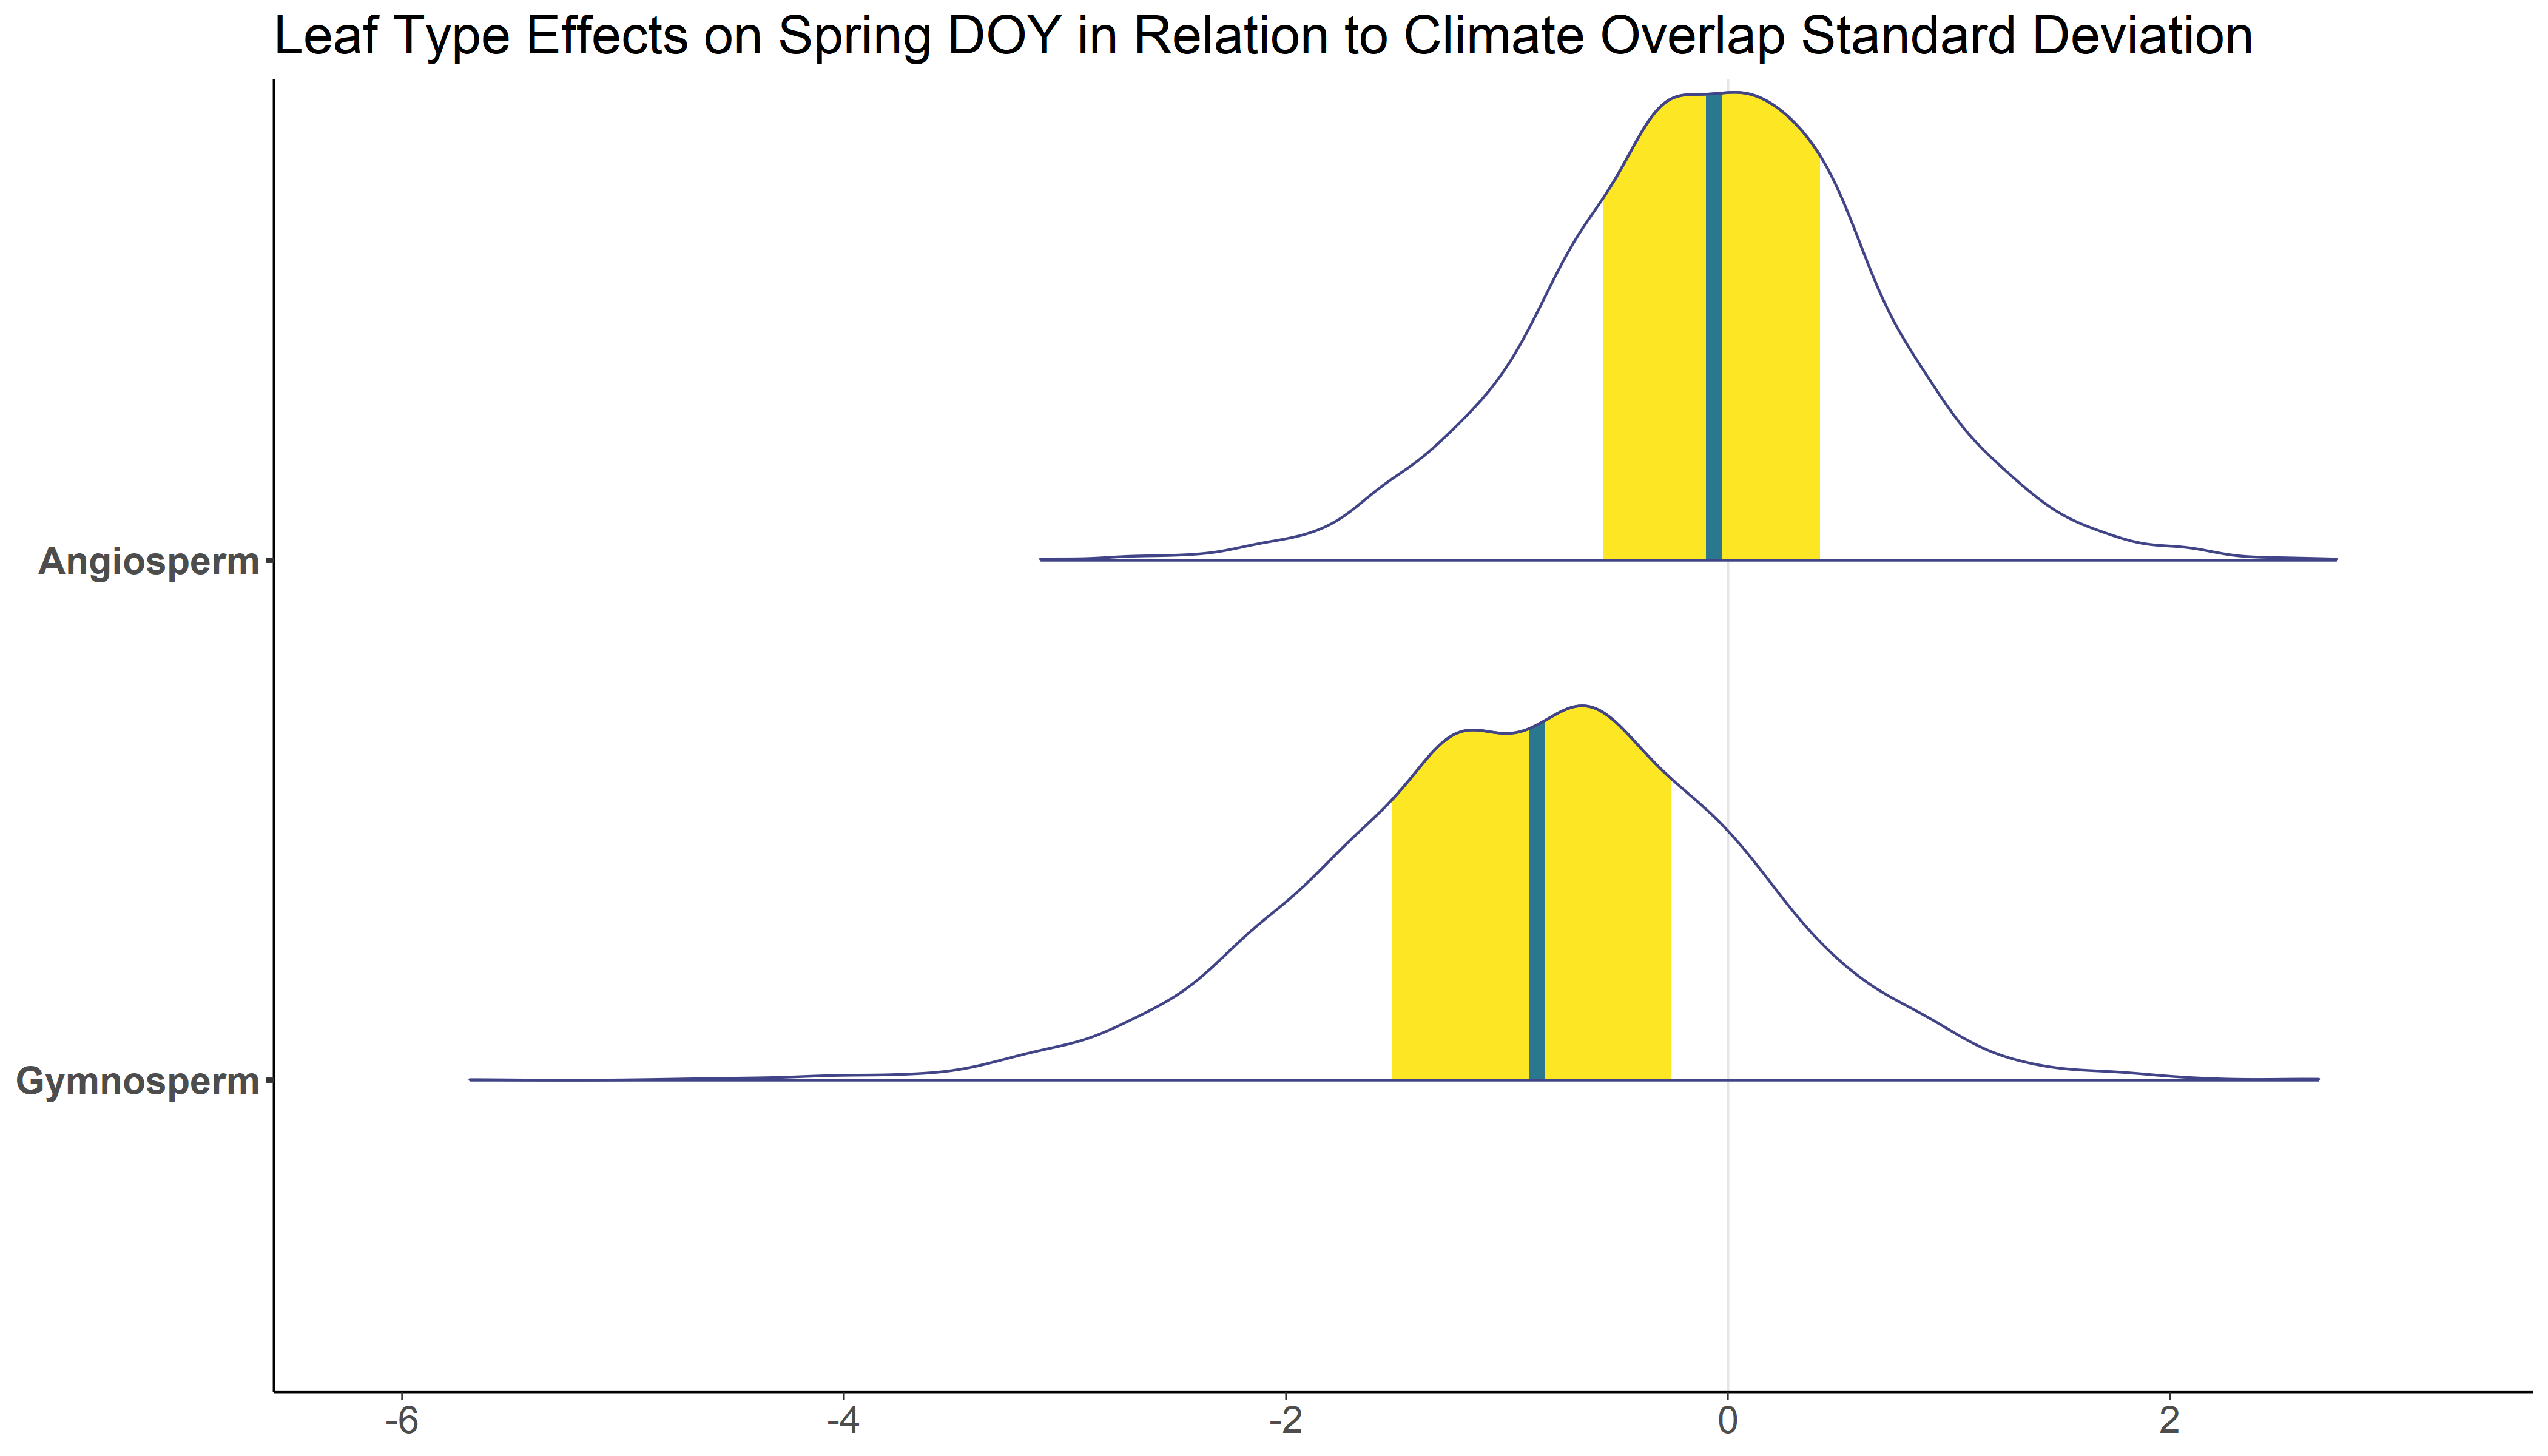 Leaf Type Effects on Spring DOY in Relation to Climate Overlap Standard Deviation
Angiosperm
Gymnosperm
-6 -4 -2 0 2